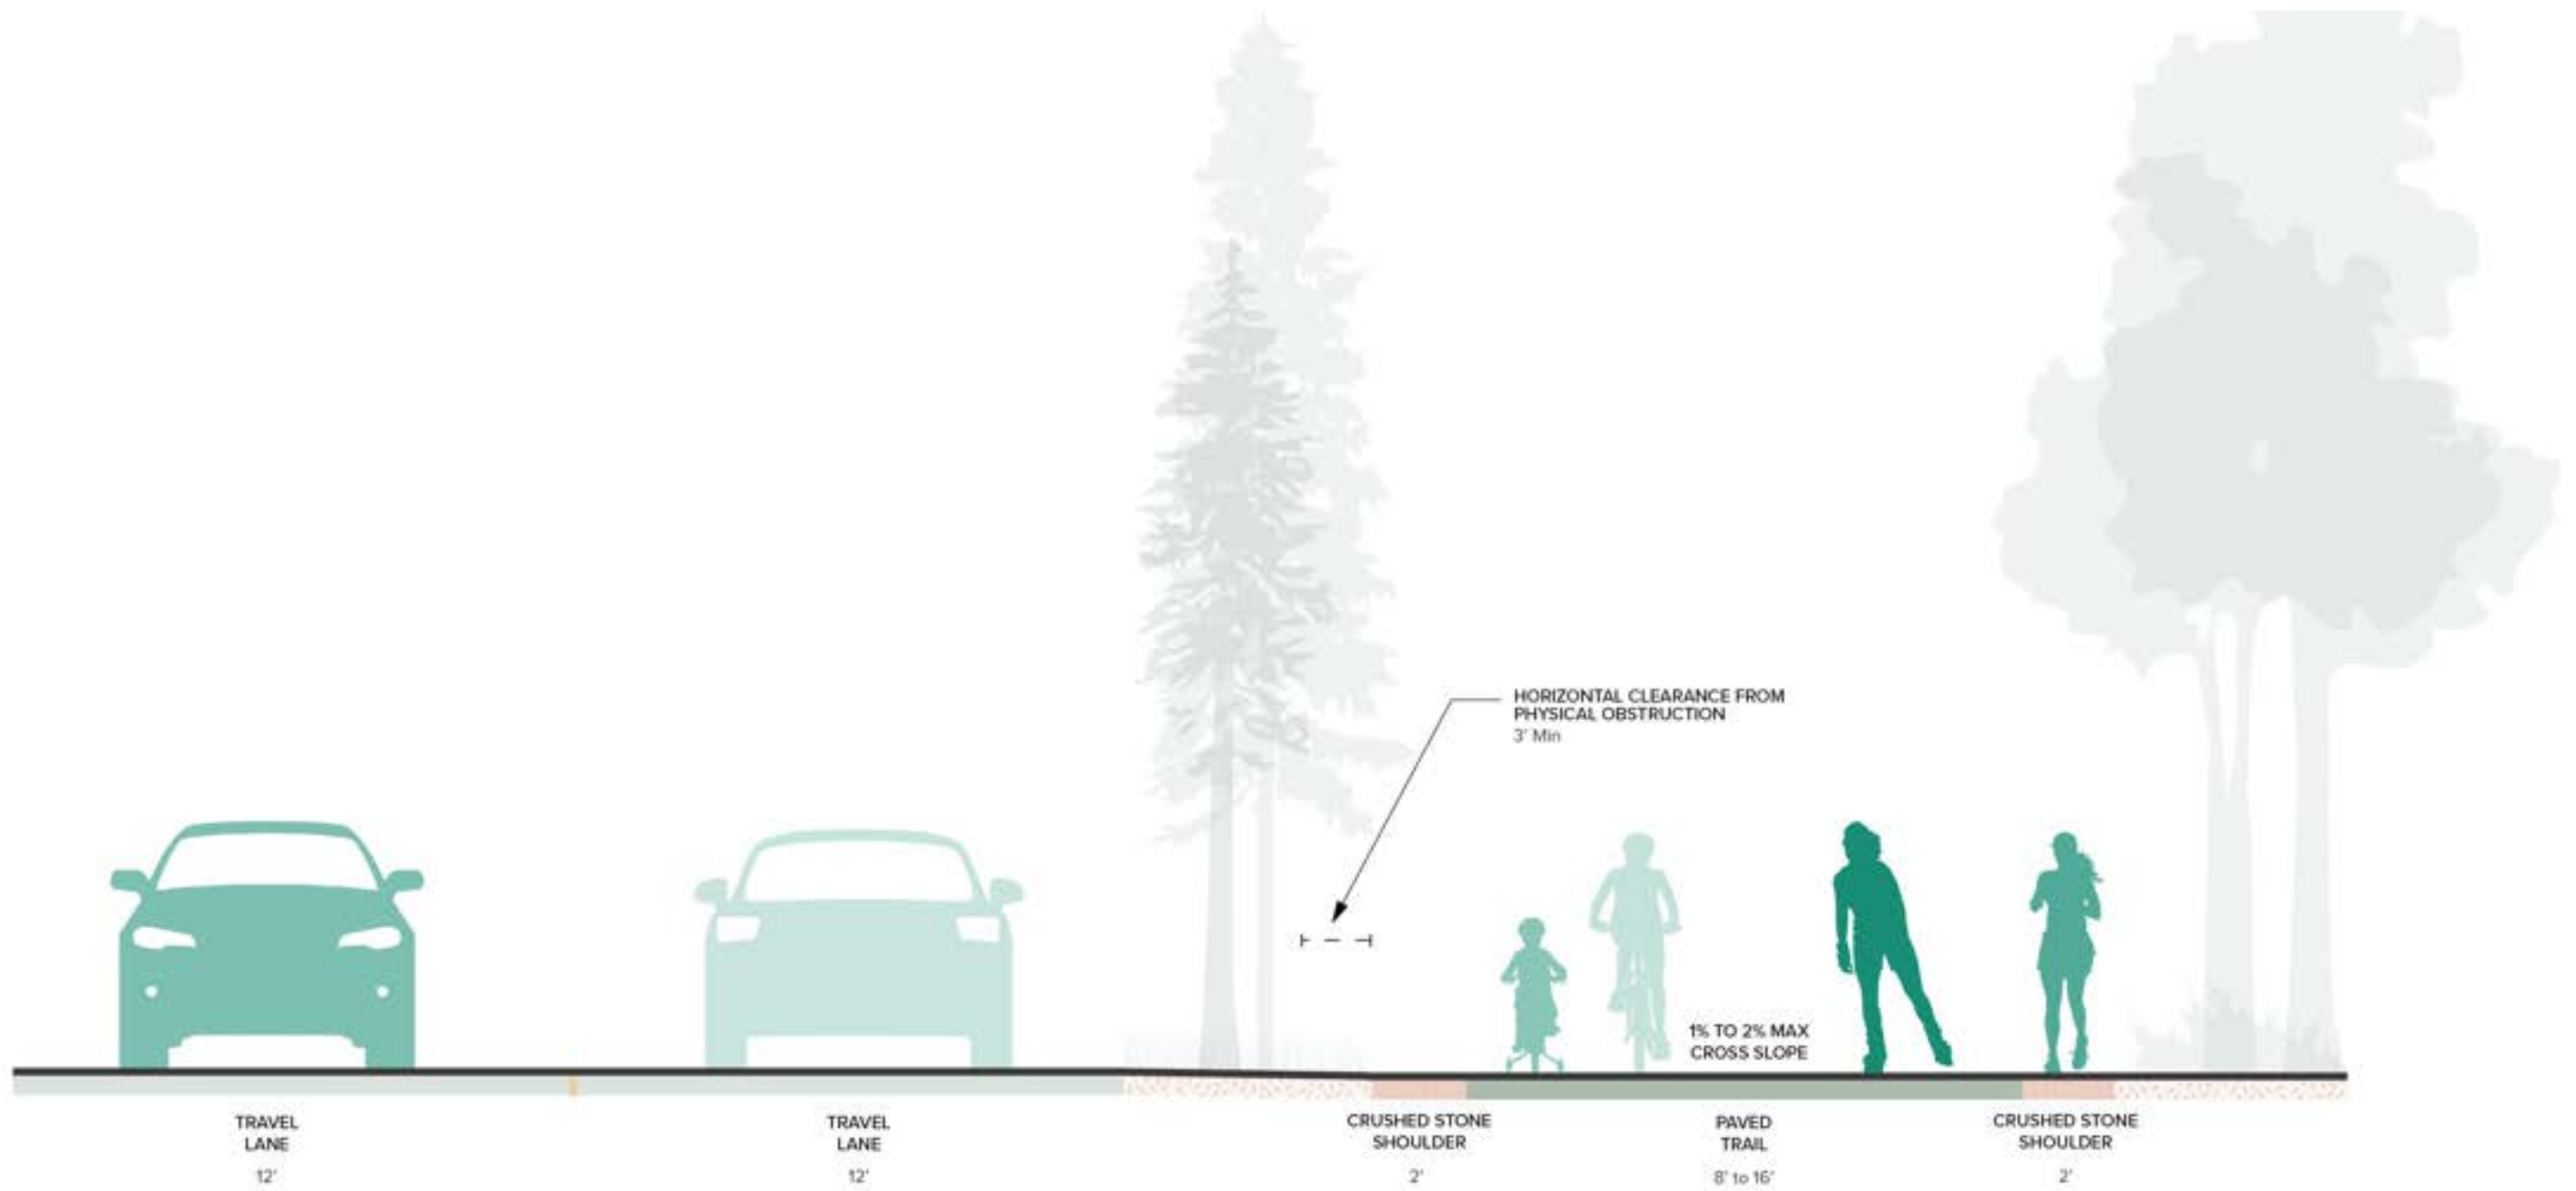 HORIZONTAL CLEARANCE FROM
PHYSICAL OBSTRUCTION
3' Min
1% TO 2% MAX
CROSS SLOPE
TRAVEL
LANE
12'
TRAVEL
LANE
12'
CRUSHED STONE
SHOULDER
2'
PAVED
TRAIL
8' to 16'
CRUSHED STONE
SHOULDER
2'